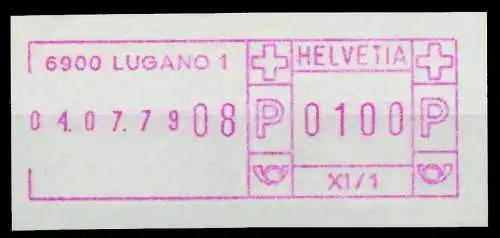 6900 LUGANO 1
HELVETIA
04.07.79 08 P 0100 P
XI/1